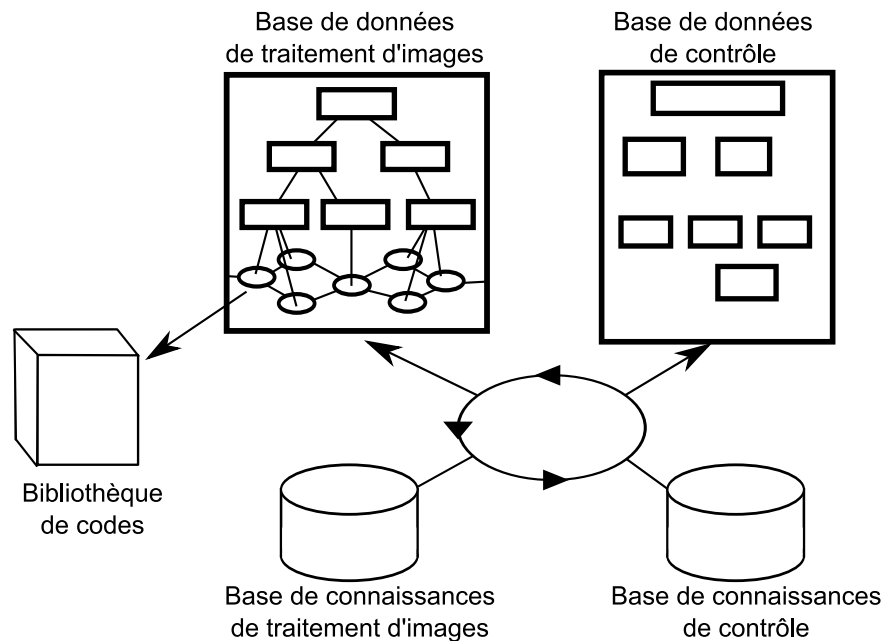 Base de données
de traitement d'images
Base de données
de contrôle
Bibliothèque
de codes
Base de connaissances
de traitement d'images
Base de connaissances
de contrôle